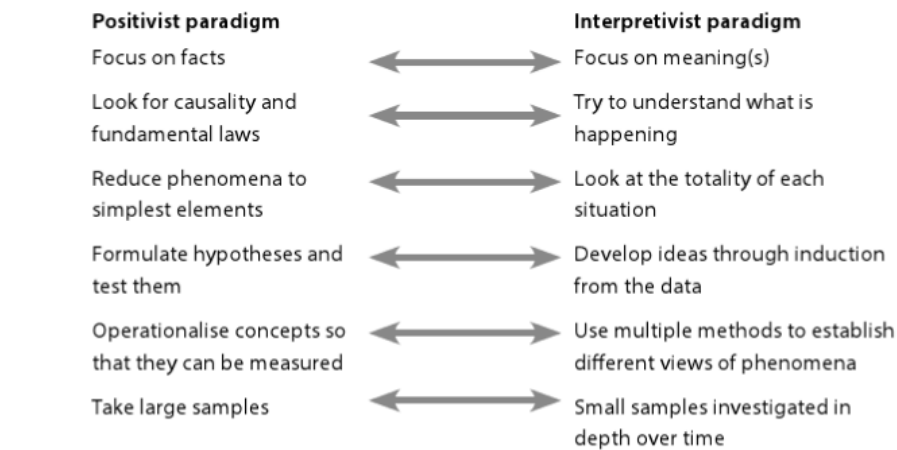 Positivist paradigm
Interpretivist paradigm
Focus on facts
Focus on meaning(s)
Look for causality and
fundamental laws
Try to understand what is
happening
Reduce phenomena to
simplest elements
Look at the totality of each
situation
Formulate hypotheses and
test them
Develop ideas through induction
from the data
Operationalise concepts so
that they can be measured
Use multiple methods to establish
different views of phenomena
Take large samples
Small samples investigated in
depth over time